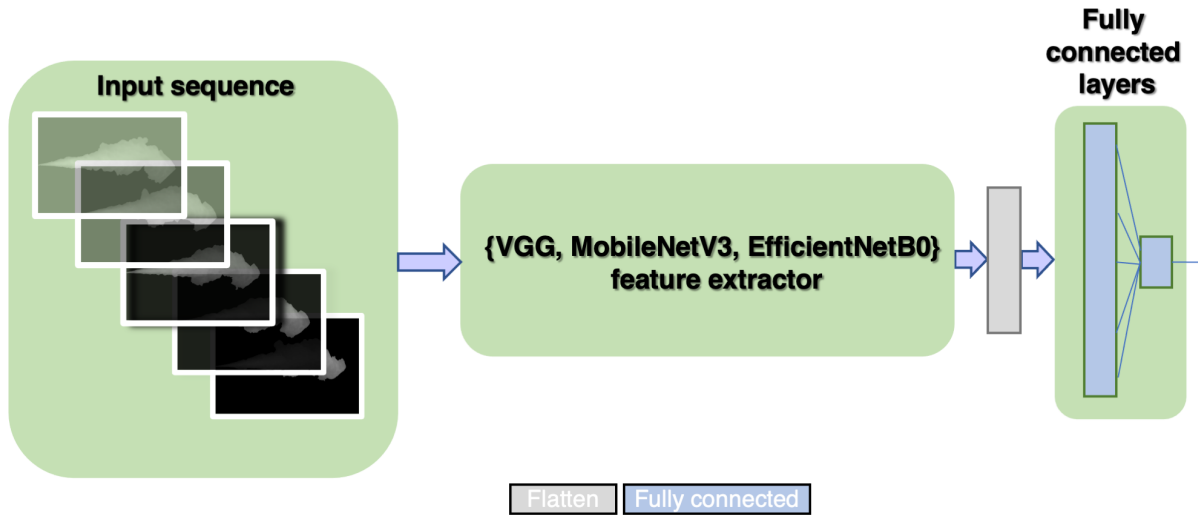 Input sequence
{VGG, MobileNetV3, EfficientNetB0}
feature extractor
Fully
connected
layers
Flatten
Fully connected